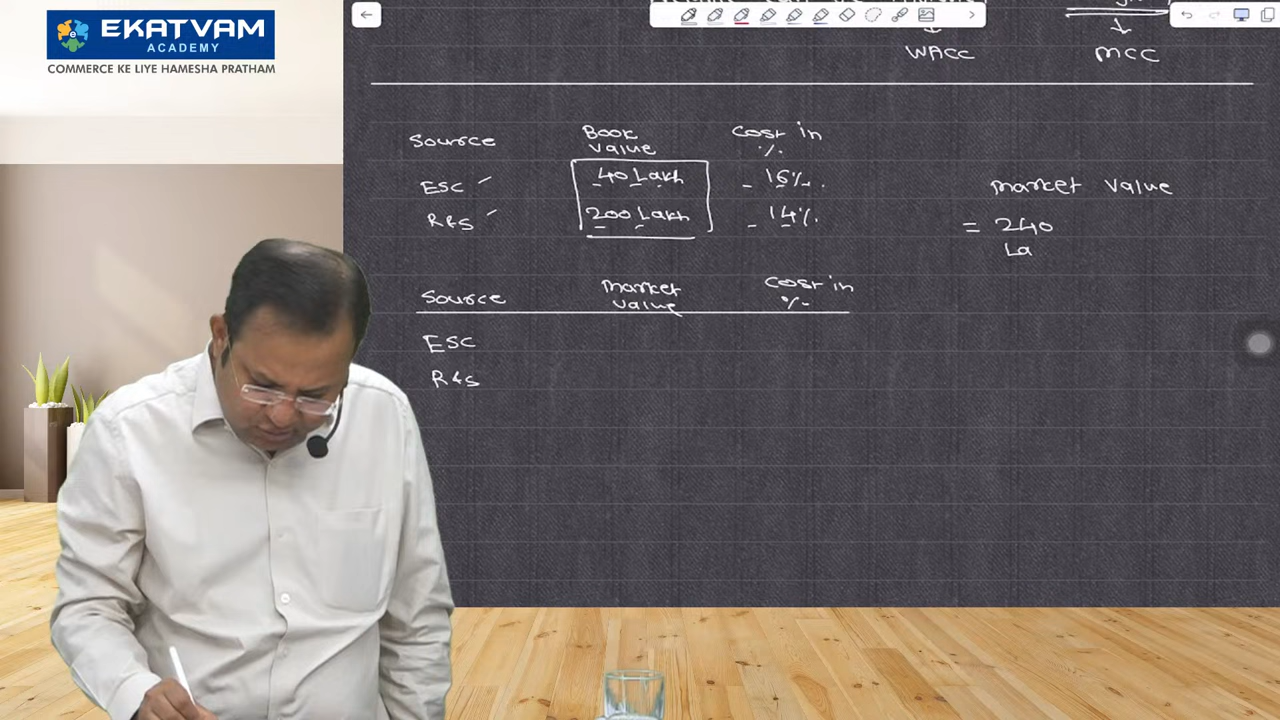 EKATVAM
ACADEMY
COMMERCE KE LIYE HAMESHA PRATHAM
WACC
MCC
Source Book Value Cost in %
ESC 40 Lakh - 16%
R&S 200 Lakh - 14%
market value
= 240
La
Source market value Cost in %
ESC
R&S